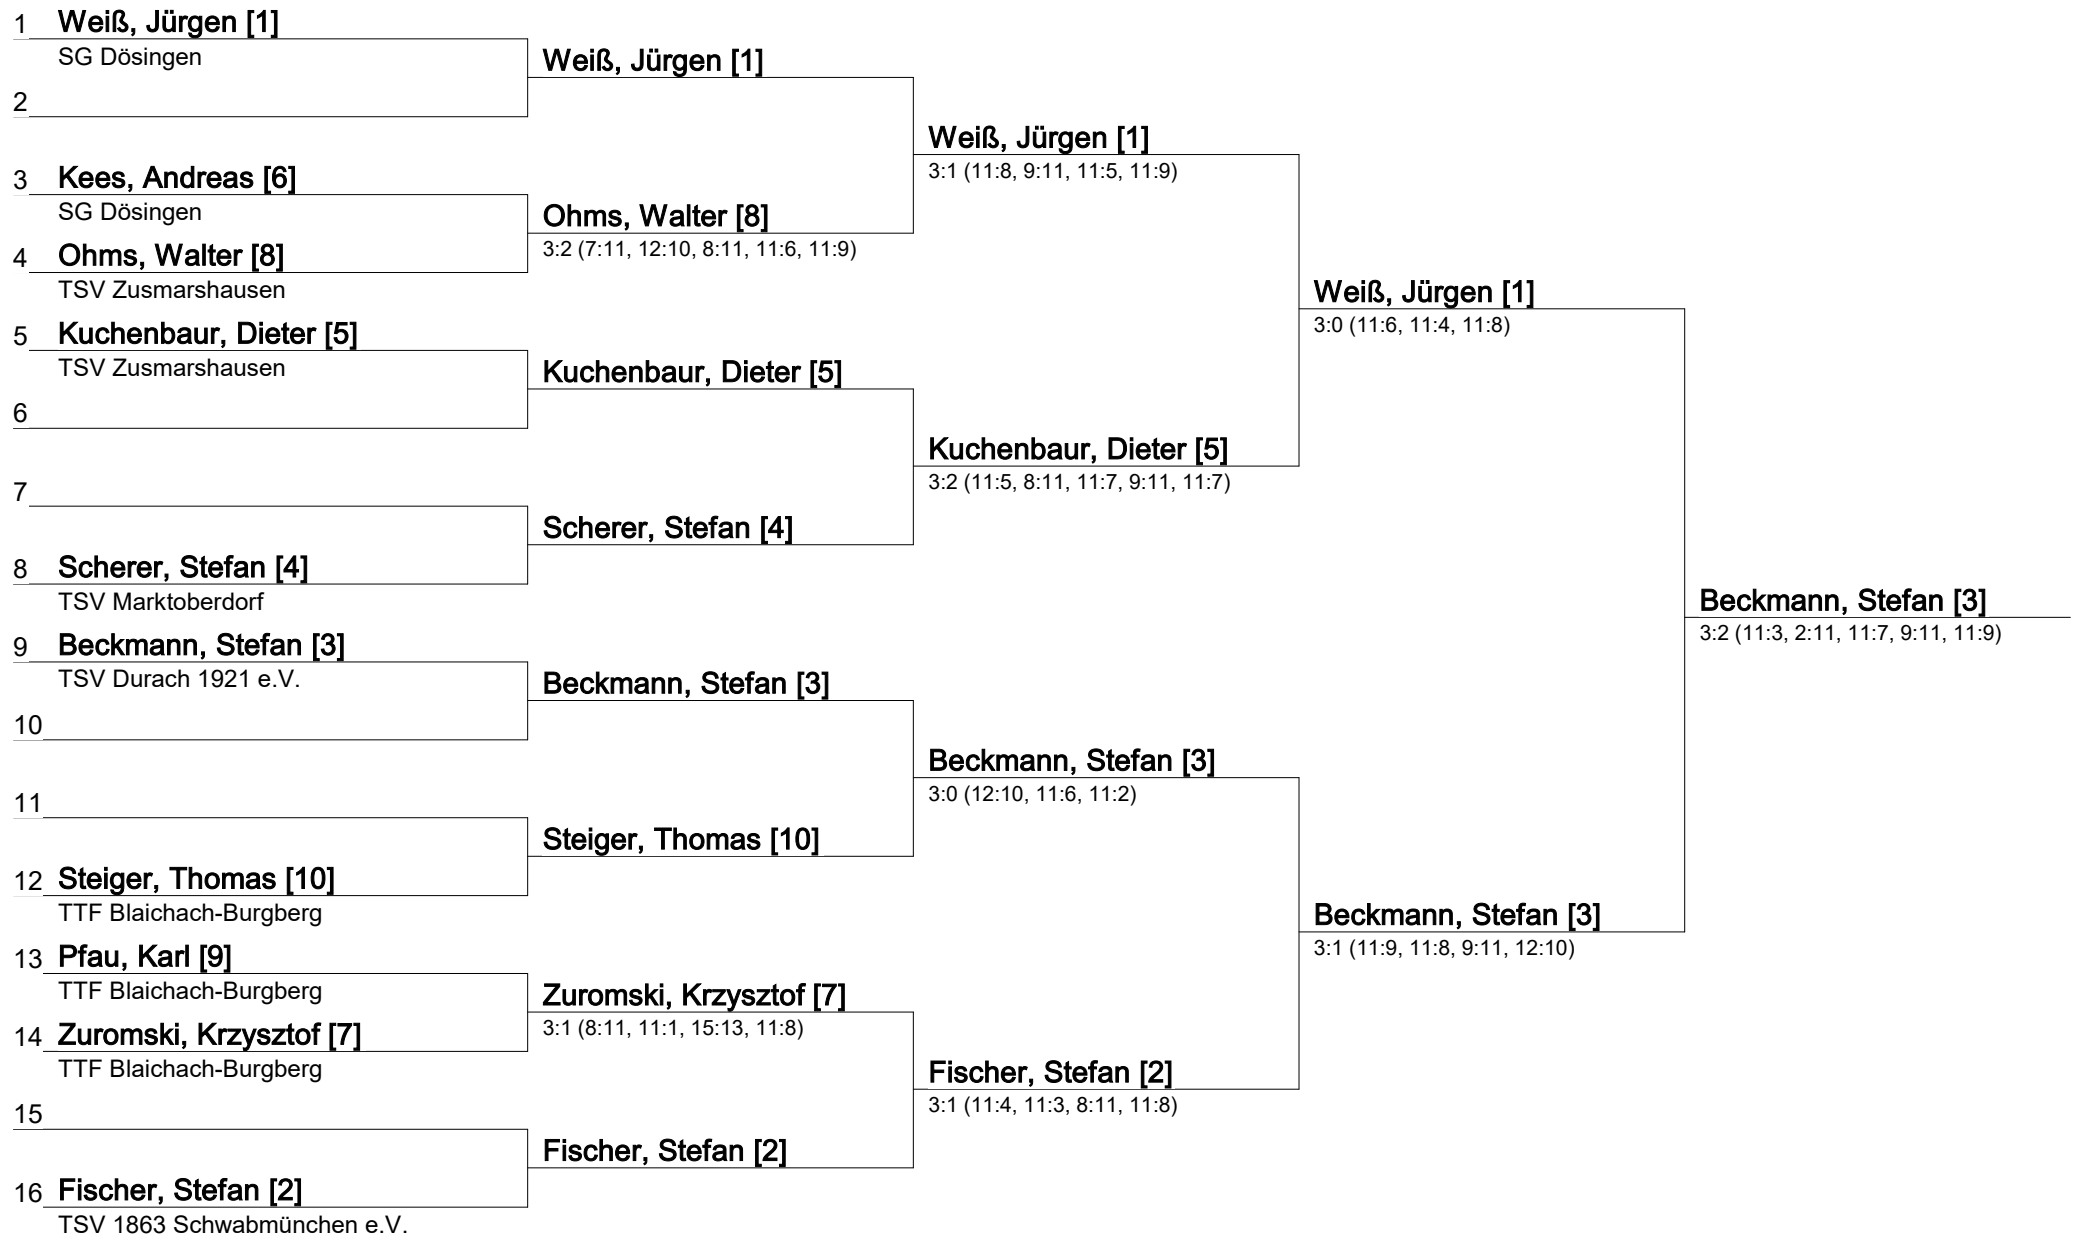 1 Weiß, Jürgen [1]
SG Dösingen
Weiß, Jürgen [1]
2
Weiß, Jürgen [1]
3:1 (11:8, 9:11, 11:5, 11:9)
3 Kees, Andreas [6]
SG Dösingen
Ohms, Walter [8]
3:2 (7:11, 12:10, 8:11, 11:6, 11:9)
4 Ohms, Walter [8]
TSV Zusmarshausen
Weiß, Jürgen [1]
3:0 (11:6, 11:4, 11:8)
5 Kuchenbaur, Dieter [5]
TSV Zusmarshausen
Kuchenbaur, Dieter [5]
6
Kuchenbaur, Dieter [5]
3:2 (11:5, 8:11, 11:7, 9:11, 11:7)
7
Scherer, Stefan [4]
8 Scherer, Stefan [4]
TSV Marktoberdorf
Beckmann, Stefan [3]
3:2 (11:3, 2:11, 11:7, 9:11, 11:9)
9 Beckmann, Stefan [3]
TSV Durach 1921 e.V.
Beckmann, Stefan [3]
10
Beckmann, Stefan [3]
3:0 (12:10, 11:6, 11:2)
11
Steiger, Thomas [10]
12 Steiger, Thomas [10]
TTF Blaichach-Burgberg
Beckmann, Stefan [3]
3:1 (11:9, 11:8, 9:11, 12:10)
13 Pfau, Karl [9]
TTF Blaichach-Burgberg
Zuromski, Krzysztof [7]
3:1 (8:11, 11:1, 15:13, 11:8)
14 Zuromski, Krzysztof [7]
TTF Blaichach-Burgberg
Fischer, Stefan [2]
3:1 (11:4, 11:3, 8:11, 11:8)
15
Fischer, Stefan [2]
16 Fischer, Stefan [2]
TSV 1863 Schwabmünchen e.V.